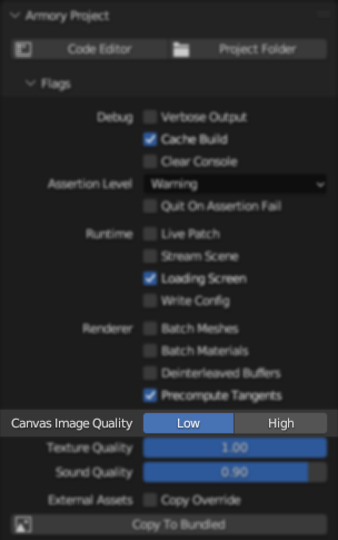 Armory Project
Code Editor Project Folder
Flags
Debug Verbose Output
Cache Build
Clear Console
Assertion Level Warning
Quit On Assertion Fail
Runtime Live Patch
Stream Scene
Loading Screen
Write Config
Renderer Batch Meshes
Batch Materials
Deinterleaved Buffers
Precompute Tangents
Canvas Image Quality Low High
Texture Quality 1.00
Sound Quality 0.90
External Assets Copy Override
Copy To Bundled